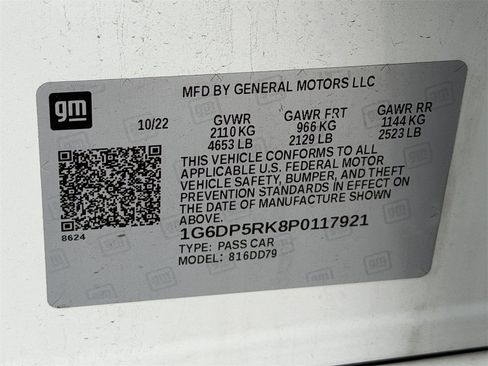 gm
MFD BY GENERAL MOTORS LLC
10/22 GVWR GAWR FRT GAWR RR
2110 KG 966 KG 1144 KG
4653 LB 2129 LB 2523 LB
THIS VEHICLE CONFORMS TO ALL
APPLICABLE U.S. FEDERAL MOTOR
VEHICLE SAFETY, BUMPER, AND THEFT
PREVENTION STANDARDS IN EFFECT ON
THE DATE OF MANUFACTURE SHOWN
ABOVE.
8624
1G6DP5RK8P0117921
TYPE: PASS CAR
MODEL: 816DD79